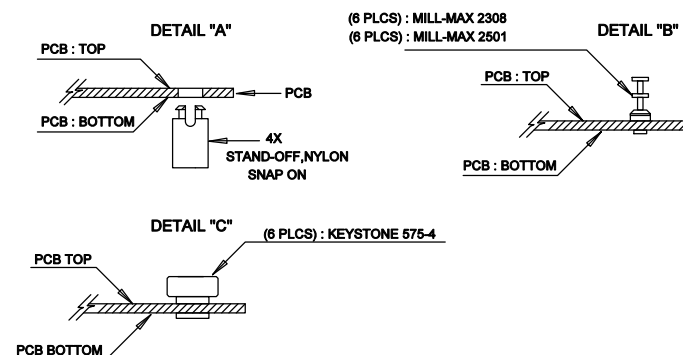 DETAIL "A"
PCB : TOP
PCB
PCB : BOTTOM
4X
STAND-OFF,NYLON
SNAP ON
(6 PLCS) : MILL-MAX 2308
(6 PLCS) : MILL-MAX 2501
DETAIL "B"
PCB : TOP
PCB : BOTTOM
DETAIL "C"
(6 PLCS) : KEYSTONE 575-4
PCB TOP
PCB BOTTOM